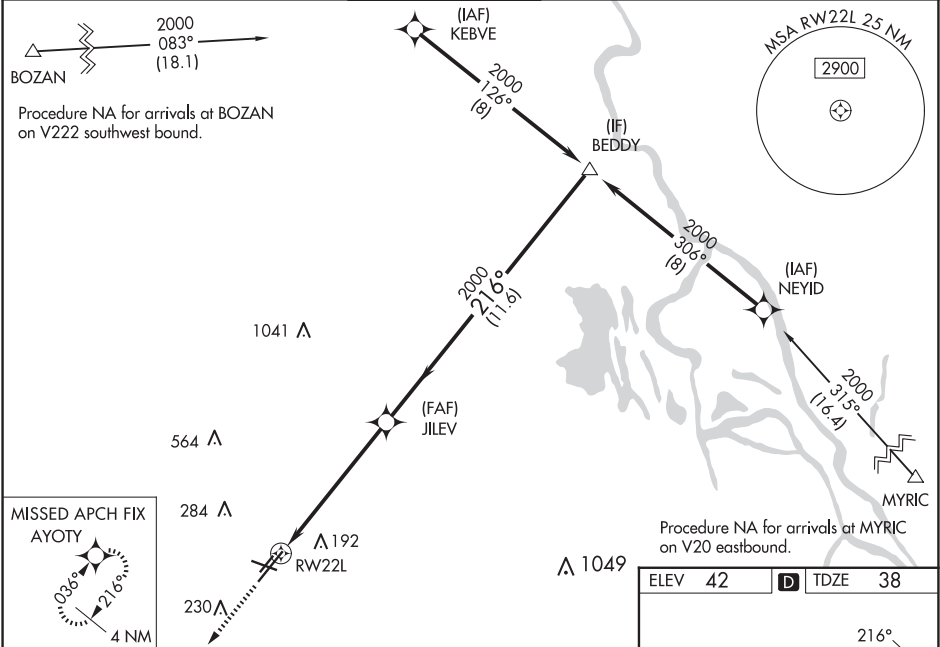 2000
083°
(18.1)
BOZAN
Procedure NA for arrivals at BOZAN
on V222 southwest bound.
(IAF)
KEBVE
2000
126°
(8)
(IF)
BEDDY
MSA RW22L 25 NM
2900
2000
306°
(8)
(IAF)
NEYID
2000
216°
(11.6)
1041
2000
315°
(16.4)
(FAF)
JILEV
564
MYRIC
284
MISSED APCH FIX
AYOTY
036°
216°
4 NM
192
RW22L
230
Procedure NA for arrivals at MYRIC
on V20 eastbound.
1049
ELEV 42 D TDZE 38
216°